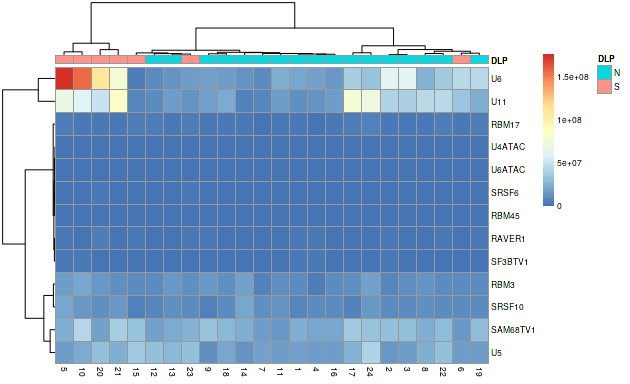 DLP
DLP
N
S
U6
U11
RBM17
U4ATAC
U6ATAC
SRSF6
RBM45
RAVER1
SF3BTV1
RBM3
SRSF10
SAM68TV1
U5
1.5e+08
1e+08
5e+07
0
5 10 20 21 15 12 13 23 9 18 14 7 11 1 4 16 17 24 2 3 8 22 6 19